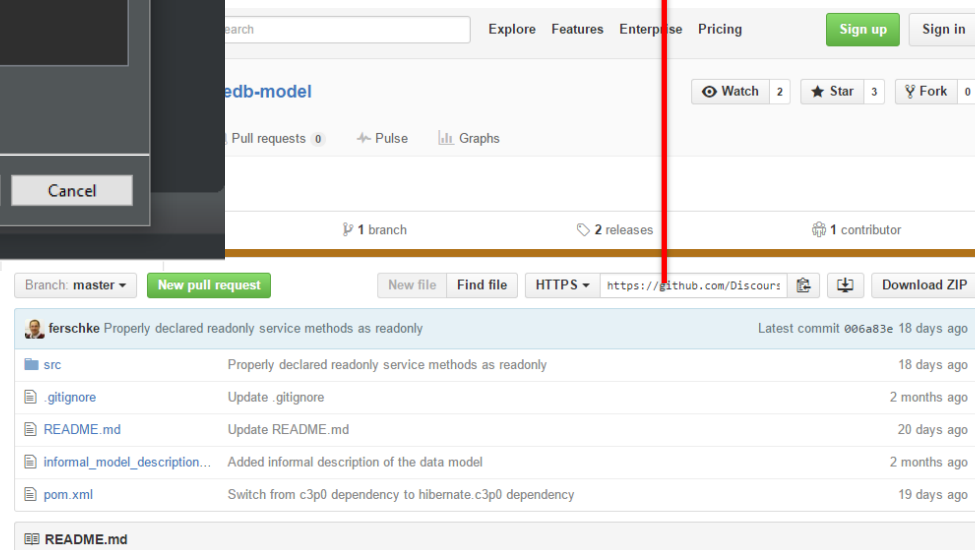 earch Explore Features Enterprise Pricing Sign up Sign in
edb-model Watch 2 Star 3 Fork 0
Pull requests 0 Pulse Graphs
Cancel
1 branch 2 releases 1 contributor
Branch: master New pull request New file Find file HTTPS https://github.com/Discours Download ZIP
ferschke Properly declared readonly service methods as readonly Latest commit 006a83e 18 days ago
src Properly declared readonly service methods as readonly 18 days ago
.gitignore Update .gitignore 2 months ago
README.md Update README.md 20 days ago
informal_model_description... Added informal description of the data model 2 months ago
pom.xml Switch from c3p0 dependency to hibernate.c3p0 dependency 19 days ago
README.md